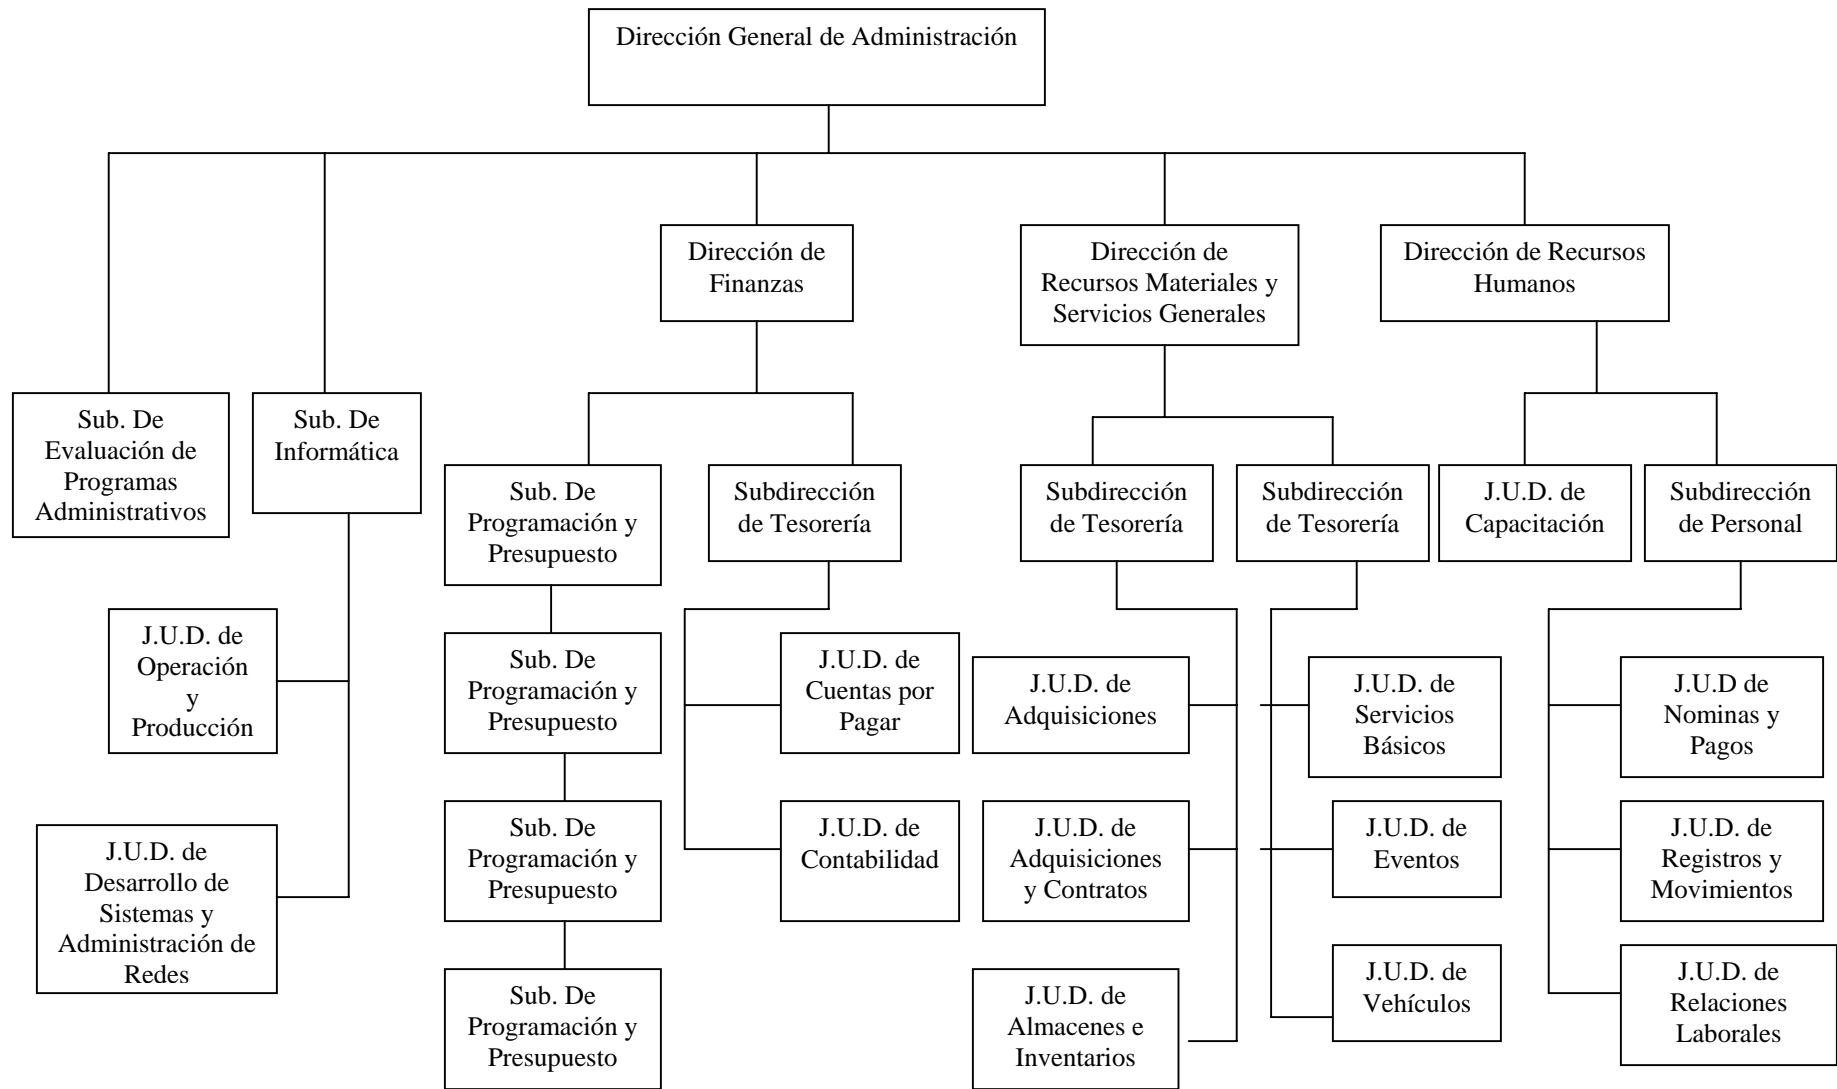 Dirección General de Administración
Dirección de
Finanzas
Dirección de
Recursos Materiales y
Servicios Generales
Dirección de Recursos
Humanos
Sub. De
Evaluación de
Programas
Administrativos
Sub. De
Informática
Sub. De
Programación y
Presupuesto
Subdirección
de Tesorería
Subdirección
de Tesorería
Subdirección
de Tesorería
J.U.D. de
Capacitación
Subdirección
de Personal
J.U.D. de
Operación
y
Producción
Sub. De
Programación y
Presupuesto
J.U.D. de
Cuentas por
Pagar
J.U.D. de
Adquisiciones
J.U.D. de
Servicios
Básicos
J.U.D de
Nominas y
Pagos
J.U.D. de
Desarrollo de
Sistemas y
Administración de
Redes
Sub. De
Programación y
Presupuesto
J.U.D. de
Contabilidad
J.U.D. de
Adquisiciones
y Contratos
J.U.D. de
Eventos
J.U.D. de
Registros y
Movimientos
Sub. De
Programación y
Presupuesto
J.U.D. de
Almacenes e
Inventarios
J.U.D. de
Vehículos
J.U.D. de
Relaciones
Laborales